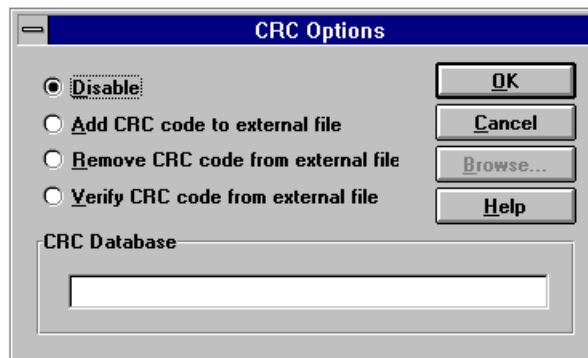 CRC Options
Disable
Add CRC code to external file
Remove CRC code from external file
Verify CRC code from external file
OK
Cancel
Browse...
Help
CRC Database